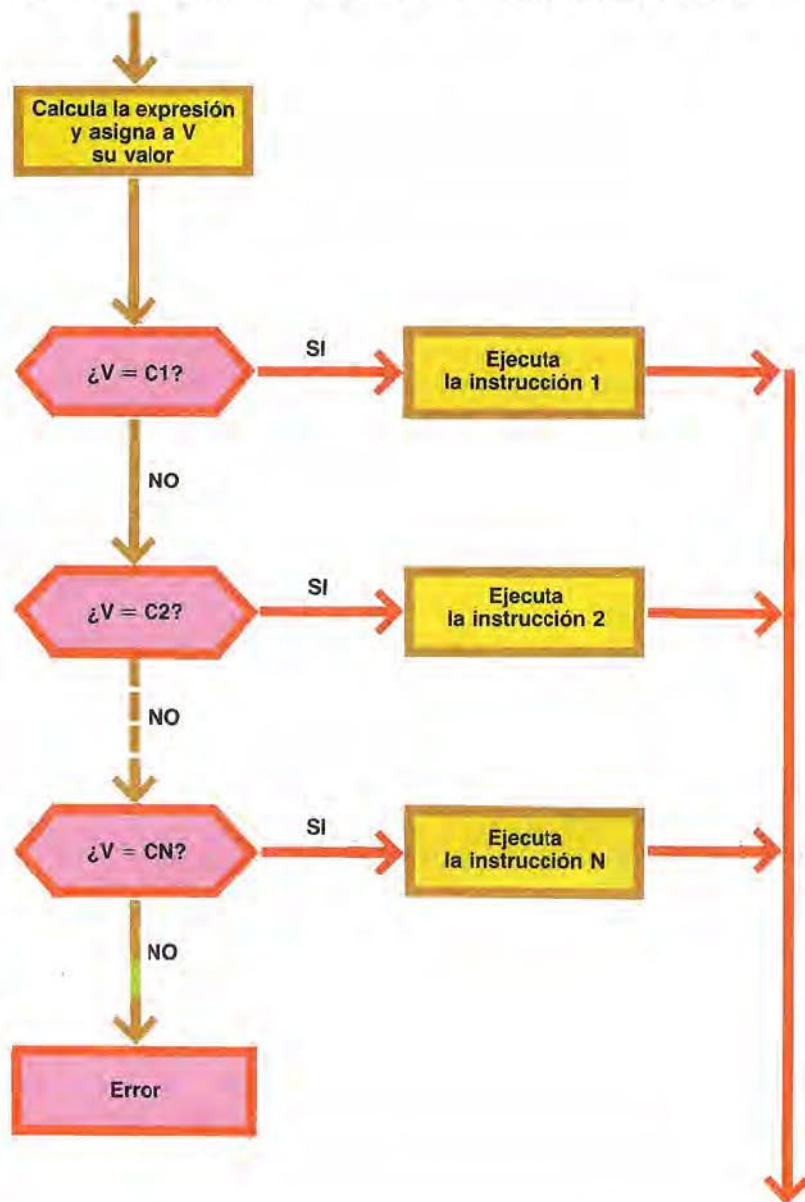 Calcula la expresión
y asigna a V
su valor
¿V = C1?
SI
Ejecuta
la instrucción 1
NO
¿V = C2?
SI
Ejecuta
la instrucción 2
NO
¿V = CN?
SI
Ejecuta
la instrucción N
NO
Error